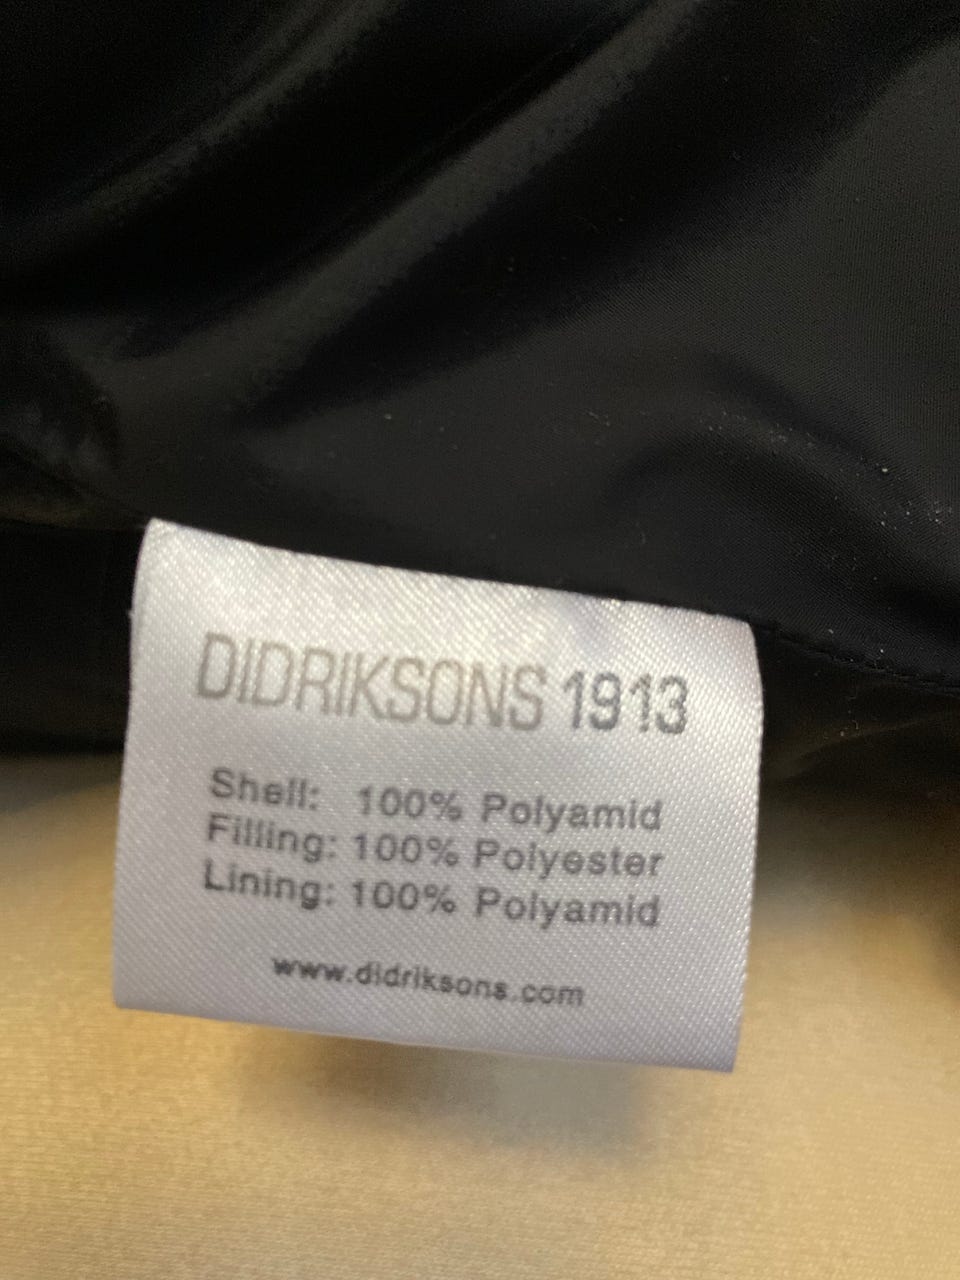 DIDRIKSONS 1913
Shell: 100% Polyamid
Filling: 100% Polyester
Lining: 100% Polyamid
www.didriksons.com